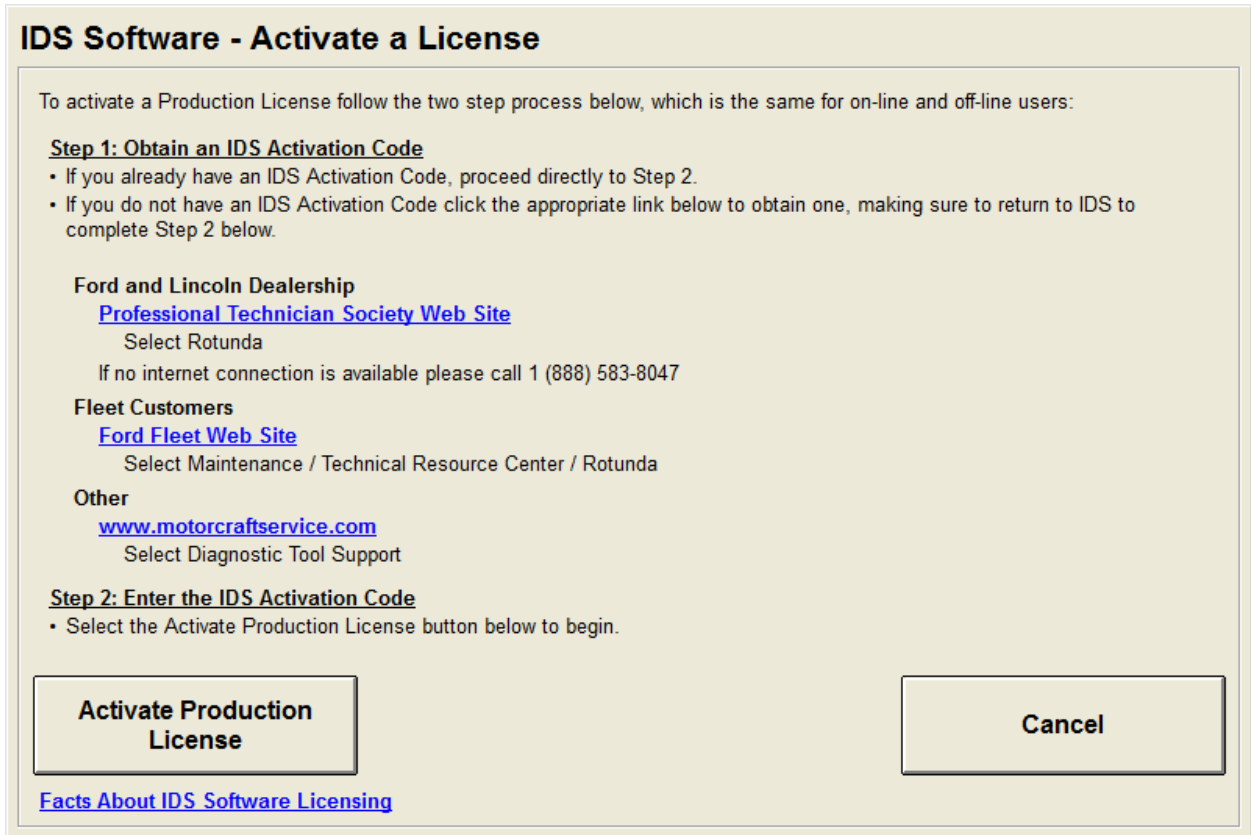 IDS Software - Activate a License
To activate a Production License follow the two step process below, which is the same for on-line and off-line users:
Step 1: Obtain an IDS Activation Code
• If you already have an IDS Activation Code, proceed directly to Step 2.
• If you do not have an IDS Activation Code click the appropriate link below to obtain one, making sure to return to IDS to
complete Step 2 below.
Ford and Lincoln Dealership
Professional Technician Society Web Site
Select Rotunda
If no internet connection is available please call 1 (888) 583-8047
Fleet Customers
Ford Fleet Web Site
Select Maintenance / Technical Resource Center / Rotunda
Other
www.motorcraftservice.com
Select Diagnostic Tool Support
Step 2: Enter the IDS Activation Code
• Select the Activate Production License button below to begin.
Activate Production
License
Cancel
Facts About IDS Software Licensing